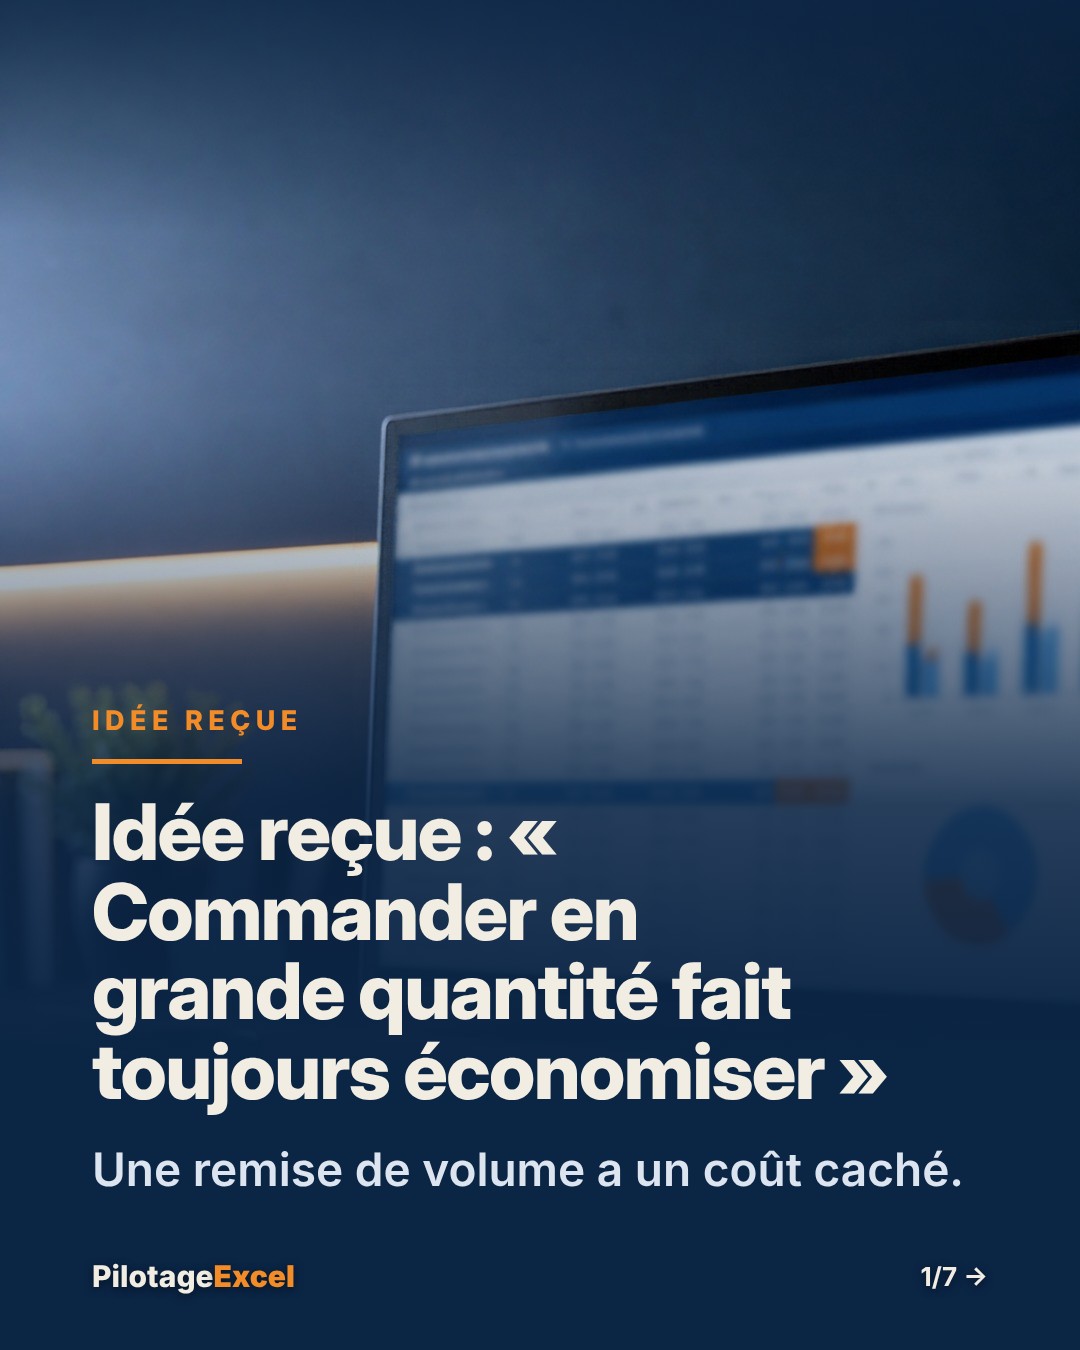 IDÉE REÇUE
Idée reçue : «
Commander en
grande quantité fait
toujours économiser »
Une remise de volume a un coût caché.
PilotageExcel
1/7 →